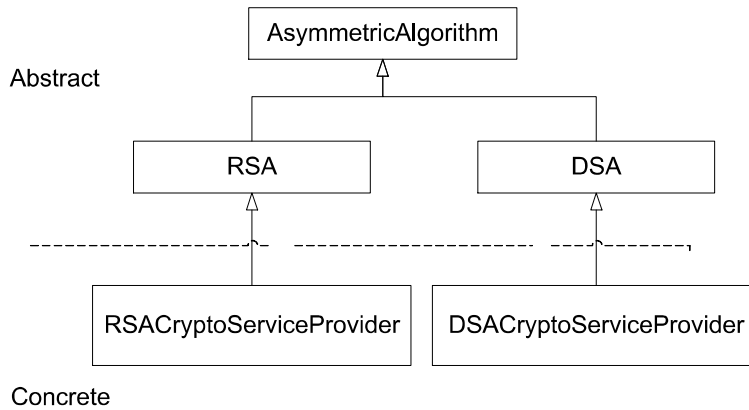 AsymmetricAlgorithm
Abstract
RSA
DSA
RSACryptoServiceProvider
DSACryptoServiceProvider
Concrete